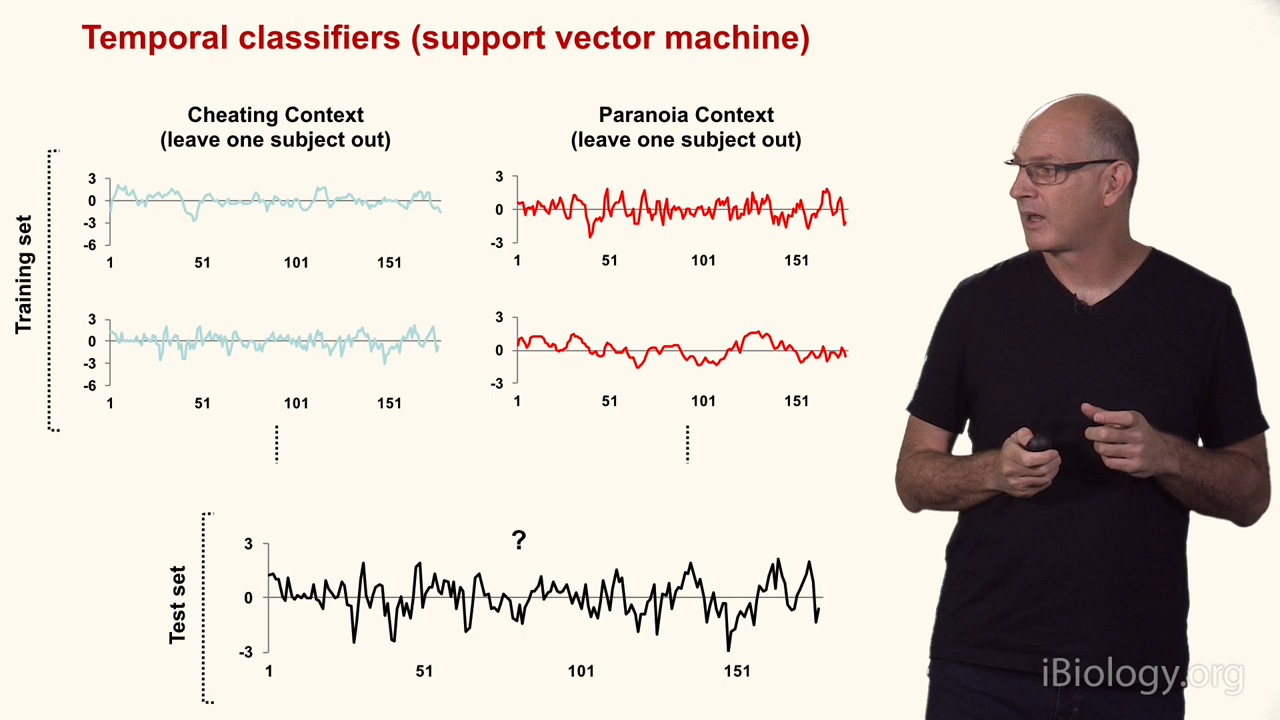 Temporal classifiers (support vector machine)
Cheating Context
(leave one subject out)
Paranoia Context
(leave one subject out)
Training set
3
0
-3
-6
1 51 101 151
3
0
-3
1 51 101 151
3
0
-3
-6
1 51 101 151
3
0
-3
1 51 101 151
Test set
?
3
0
-3
1 51 101 151
iBiology.org